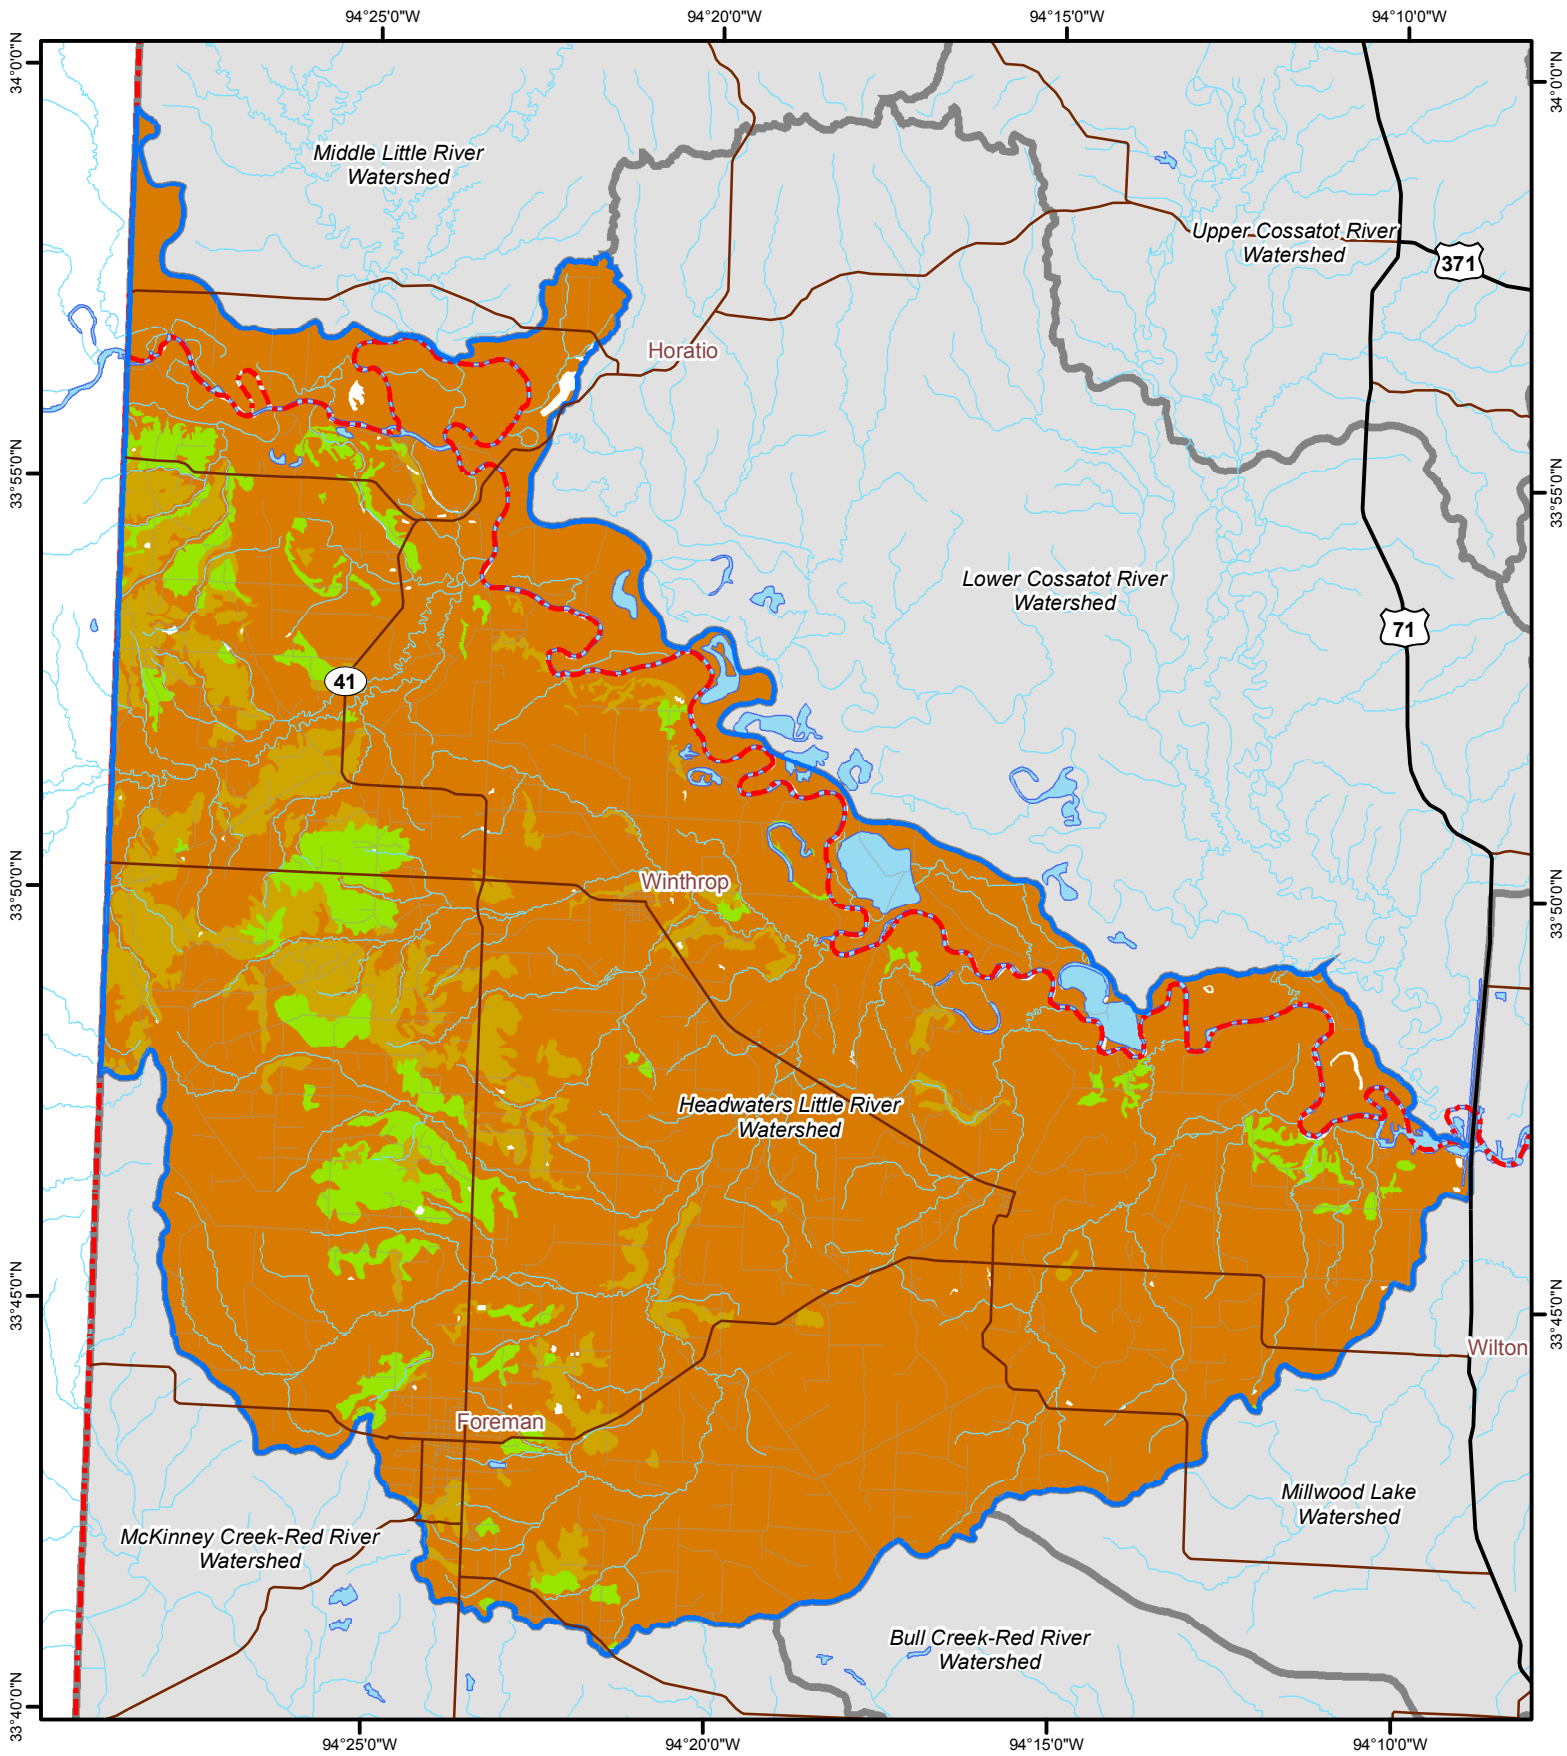 94°25'0"W 94°20'0"W 94°15'0"W 94°10'0"W
34°0'0"N
34°0'0"N
Middle Little River
Watershed
Upper Cossatot River
Watershed
371
Horatio
33°55'0"N
33°55'0"N
Lower Cossatot River
Watershed
71
41
Winthrop
33°50'0"N
33°50'0"N
Headwaters Little River
Watershed
33°45'0"N
33°45'0"N
Wilton
Foreman
Millwood Lake
Watershed
McKinney Creek-Red River
Watershed
Bull Creek-Red River
Watershed
33°40'0"N
94°25'0"W 94°20'0"W 94°15'0"W 94°10'0"W